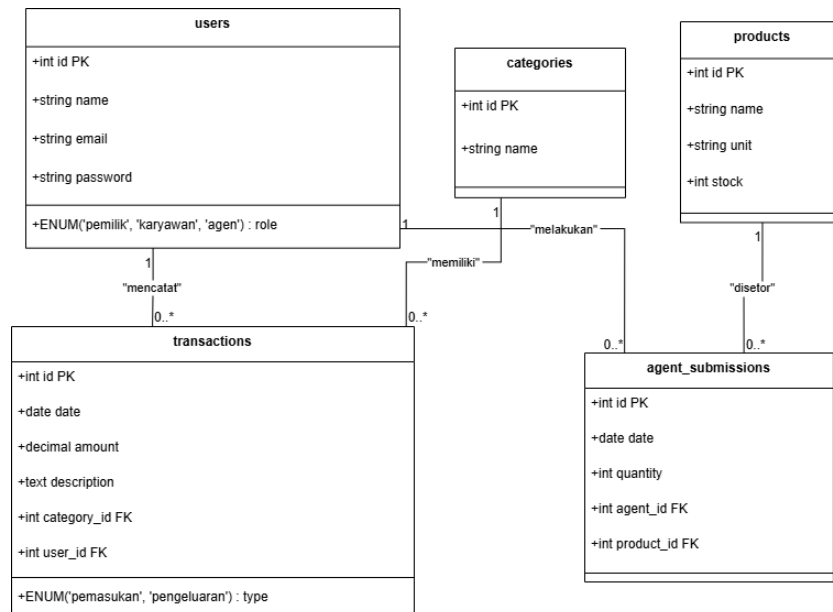 users
+int id PK
+string name
+string email
+string password
+ENUM('pemilik', 'karyawan', 'agen') : role
categories
+int id PK
+string name
products
+int id PK
+string name
+string unit
+int stock
1
"mencatat"
0..*
1
"memiliki"
0..*
1
"melakukan"
0..*
1
"disetor"
0..*
transactions
+int id PK
+date date
+decimal amount
+text description
+int category_id FK
+int user_id FK
+ENUM('pemasukan', 'pengeluaran') : type
agent_submissions
+int id PK
+date date
+int quantity
+int agent_id FK
+int product_id FK